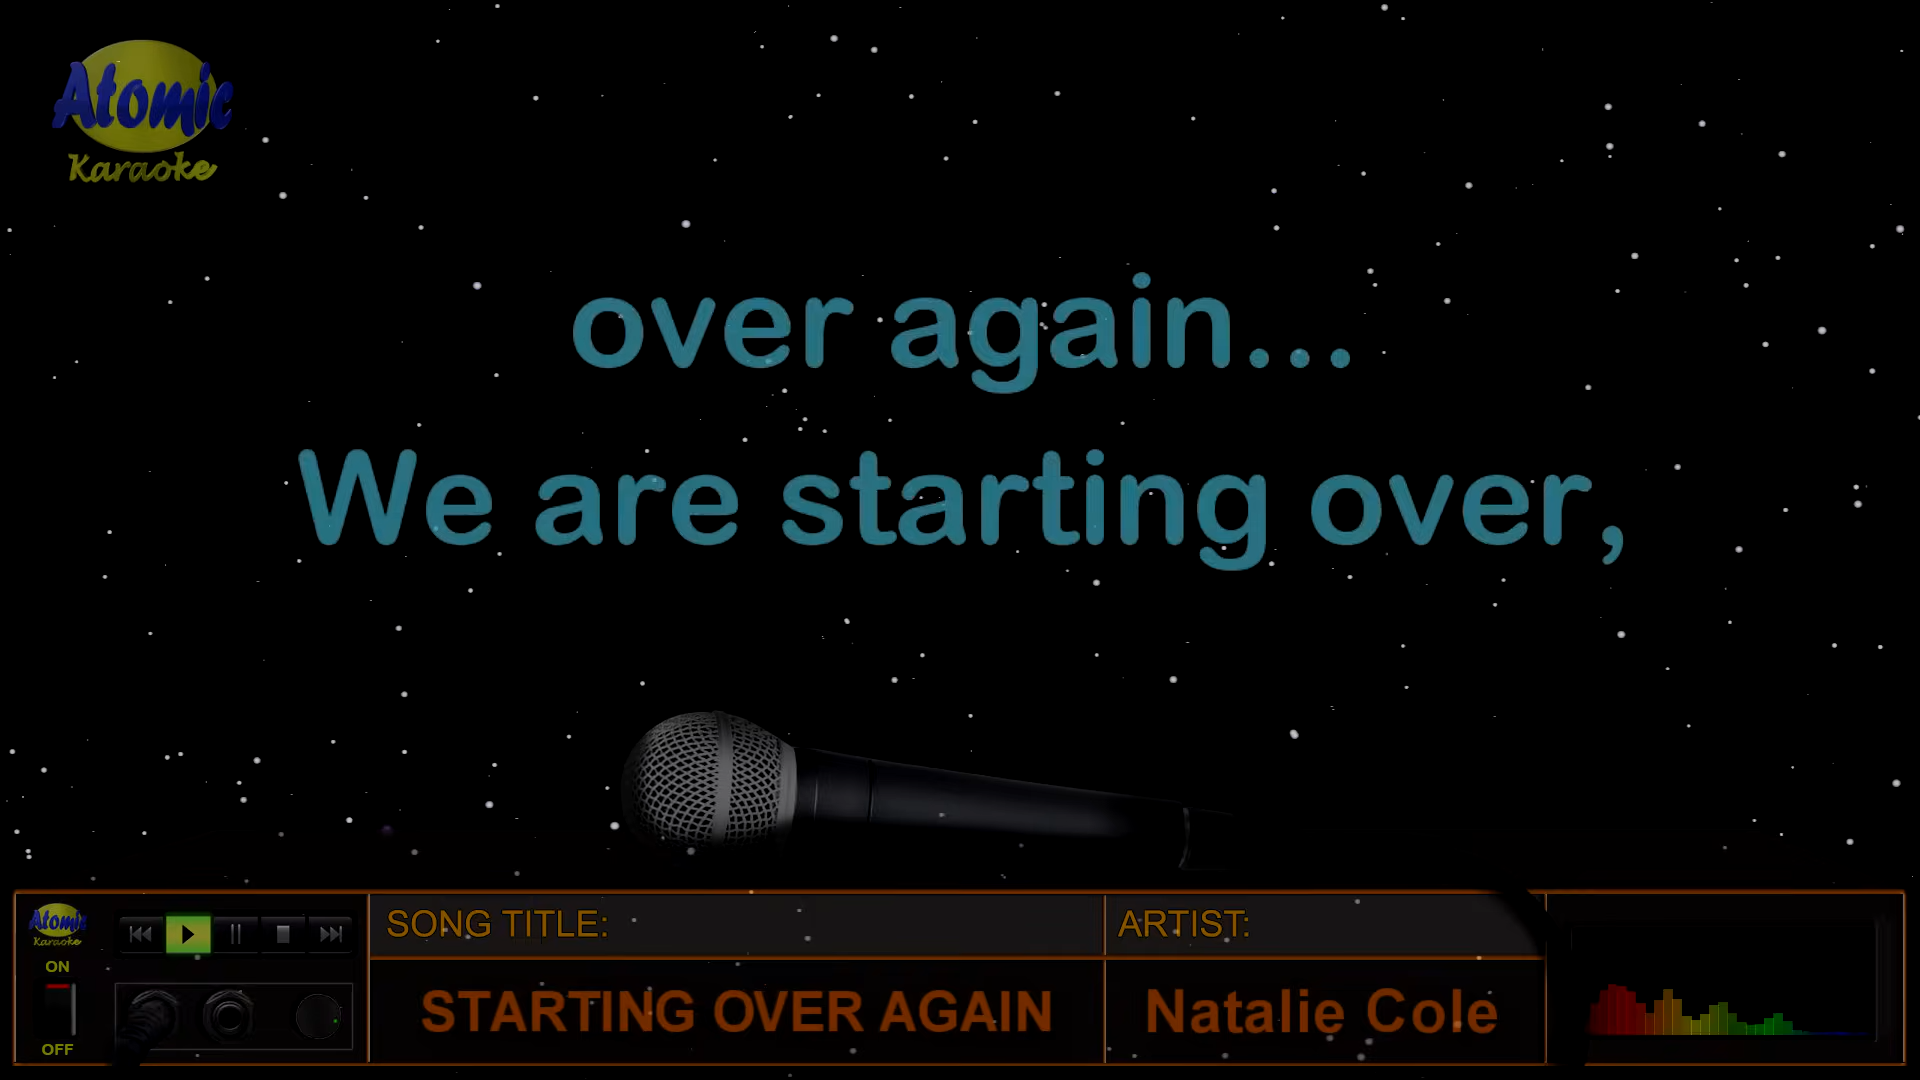 Atomic
Karaoke
over again...
We are starting over,
Atomic
Karaoke
ON
OFF
SONG TITLE:
STARTING OVER AGAIN
ARTIST:
Natalie Cole